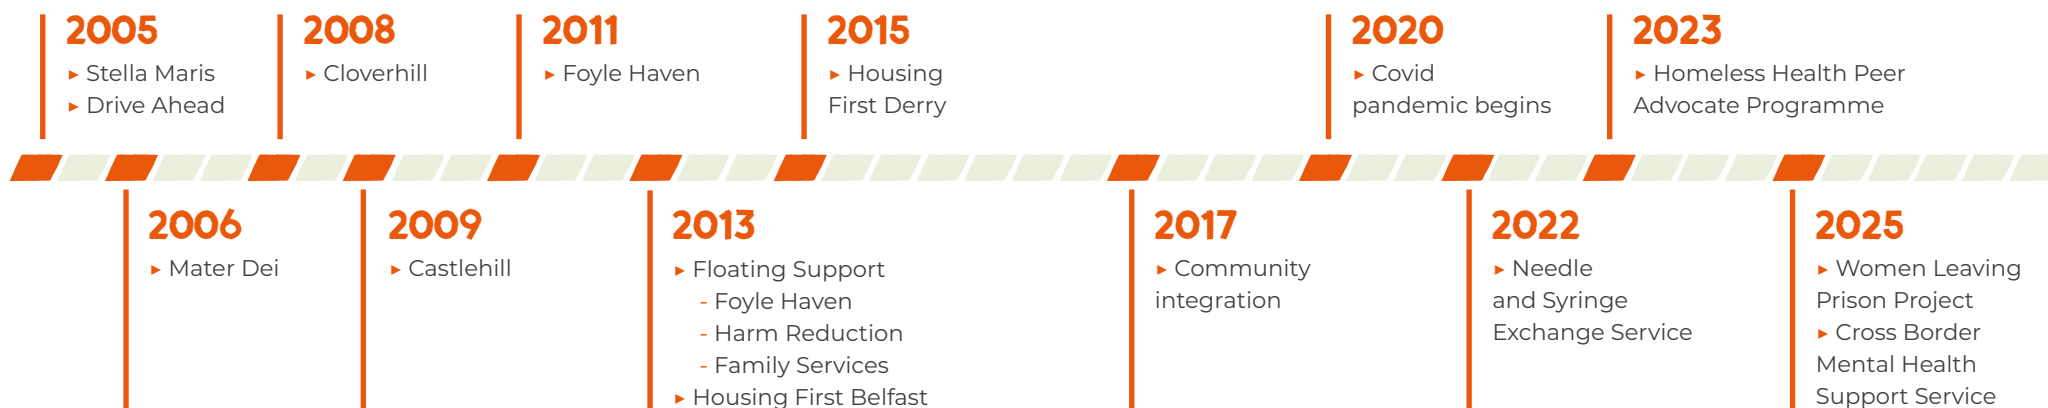 2005
▸ Stella Maris
▸ Drive Ahead
2008
▸ Cloverhill
2011
▸ Foyle Haven
2015
▸ Housing
First Derry
2020
▸ Covid
pandemic begins
2023
▸ Homeless Health Peer
Advocate Programme
2006
▸ Mater Dei
2009
▸ Castlehill
2013
▸ Floating Support
- Foyle Haven
- Harm Reduction
- Family Services
▸ Housing First Belfast
2017
▸ Community
integration
2022
▸ Needle
and Syringe
Exchange Service
2025
▸ Women Leaving
Prison Project
▸ Cross Border
Mental Health
Support Service